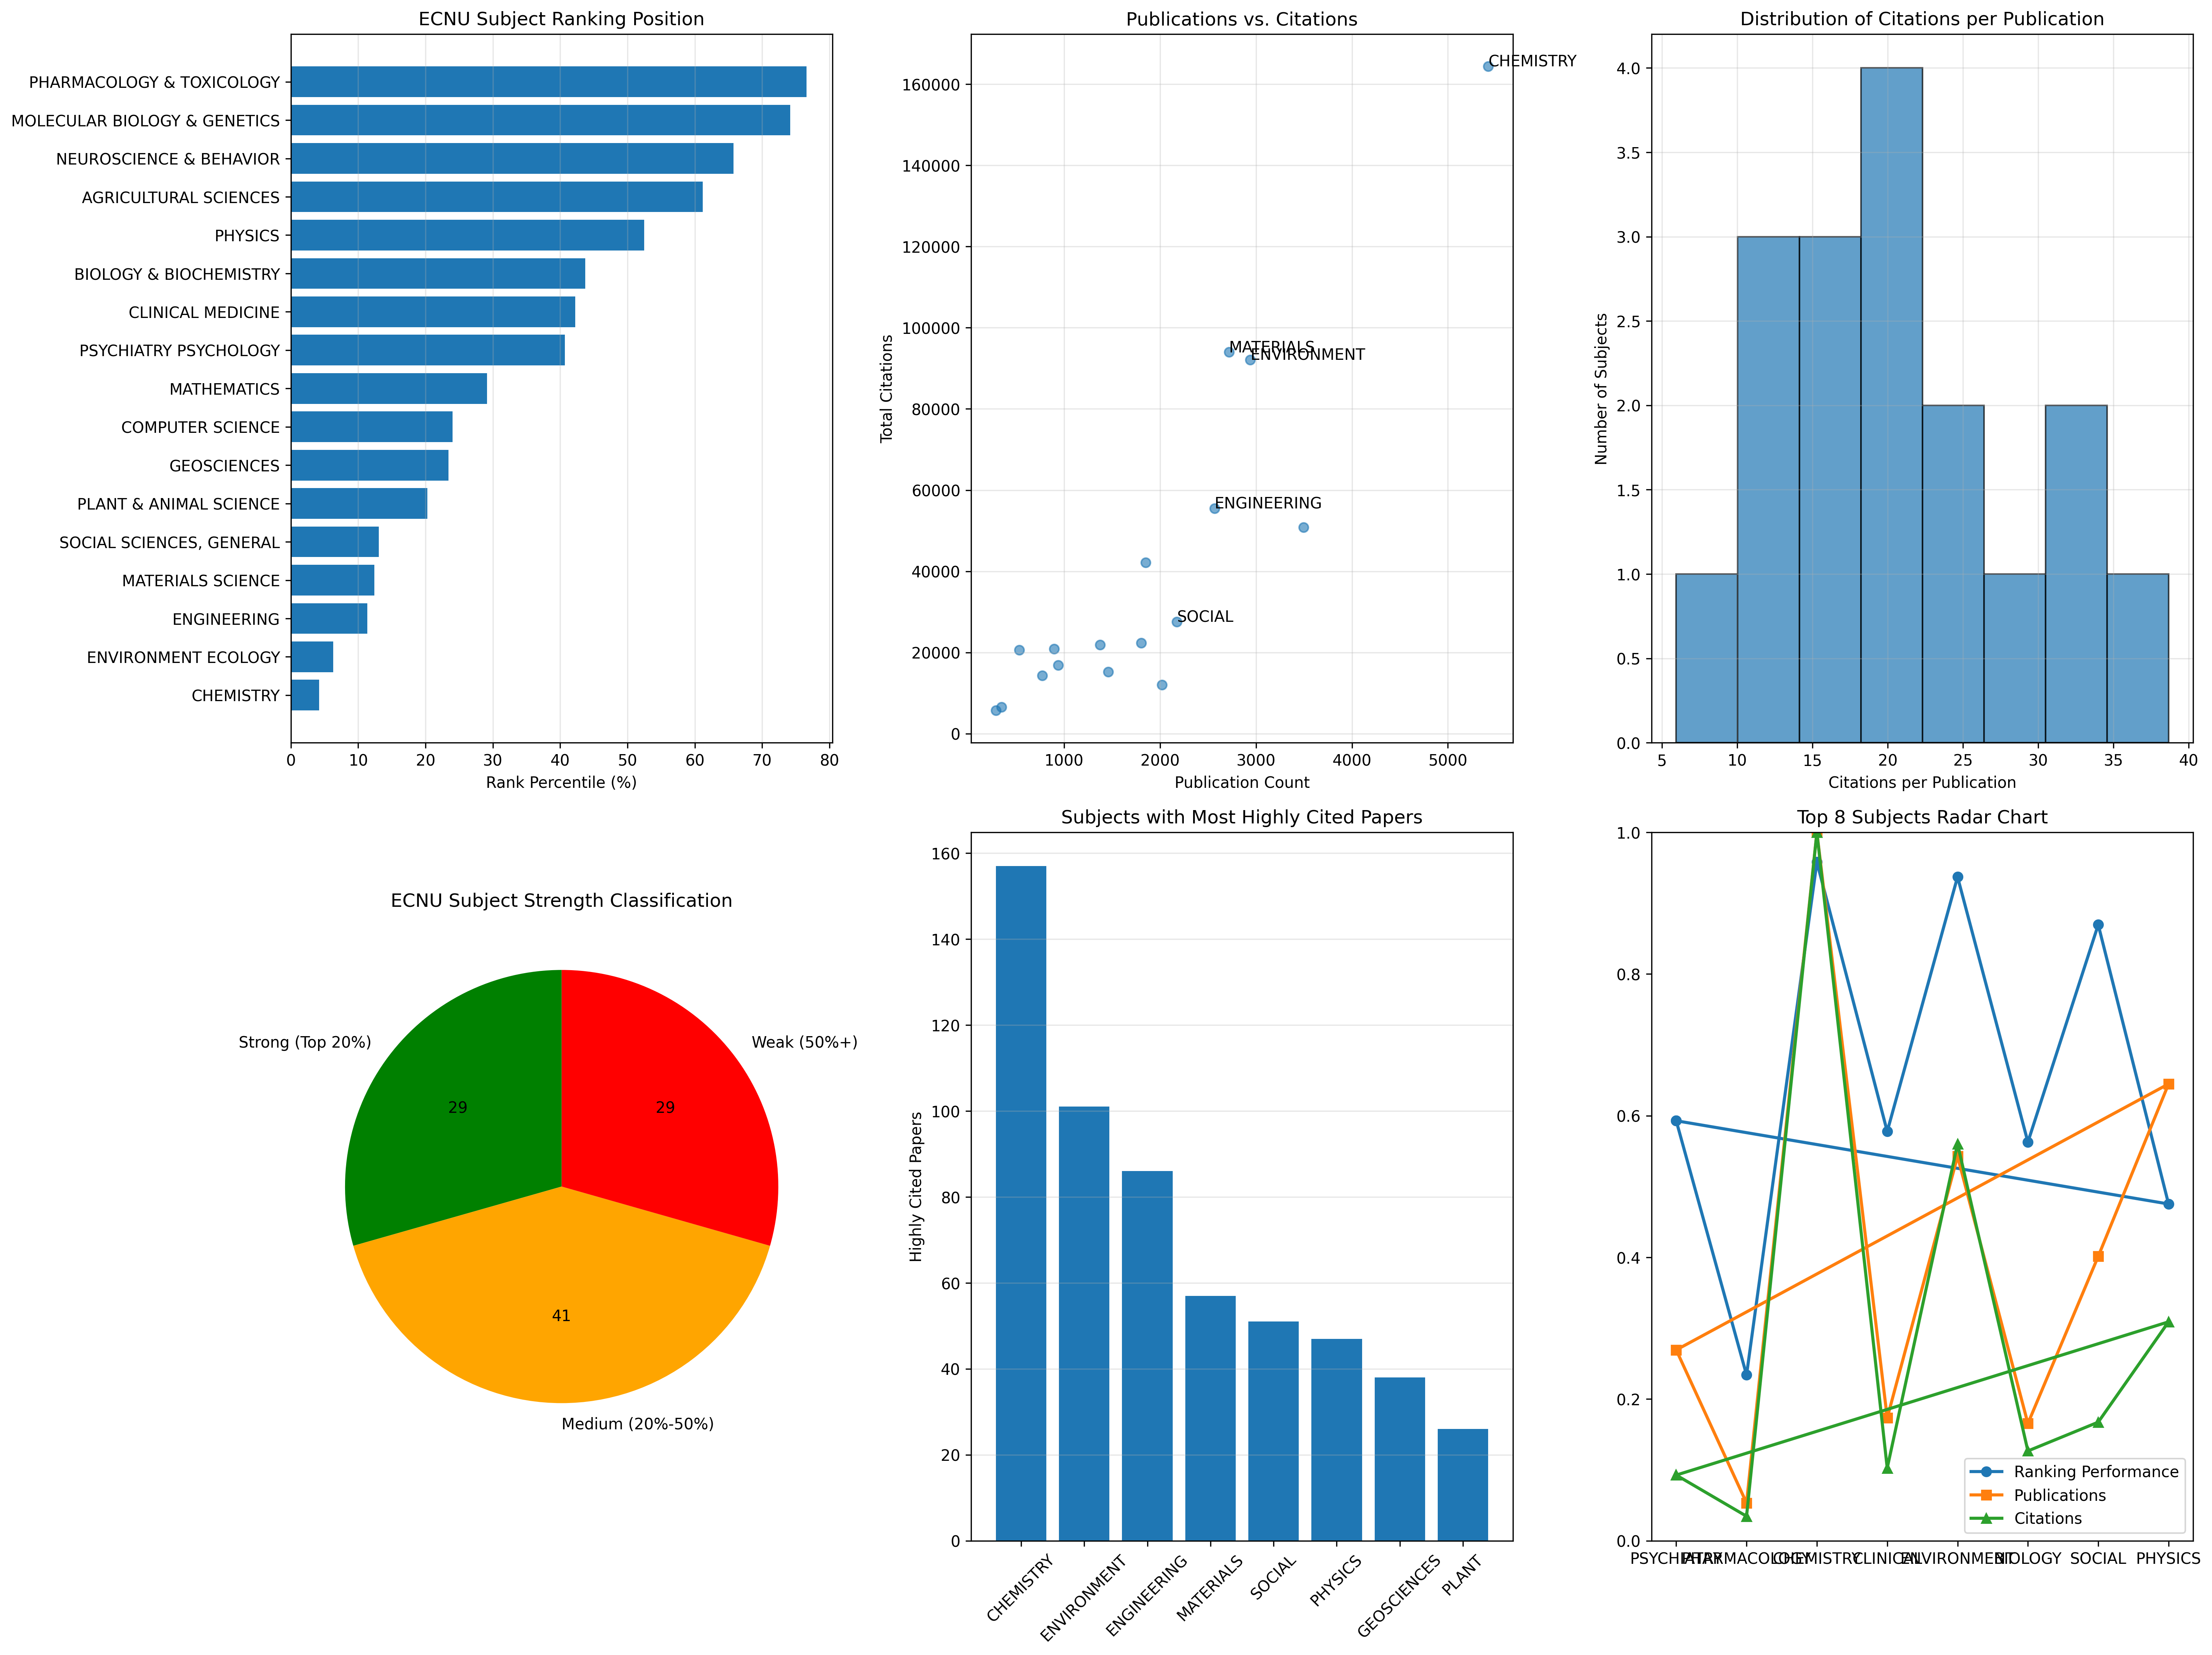 ECNU Subject Ranking Position
PHARMACOLOGY & TOXICOLOGY
MOLECULAR BIOLOGY & GENETICS
NEUROSCIENCE & BEHAVIOR
AGRICULTURAL SCIENCES
PHYSICS
BIOLOGY & BIOCHEMISTRY
CLINICAL MEDICINE
PSYCHIATRY PSYCHOLOGY
MATHEMATICS
COMPUTER SCIENCE
GEOSCIENCES
PLANT & ANIMAL SCIENCE
SOCIAL SCIENCES, GENERAL
MATERIALS SCIENCE
ENGINEERING
ENVIRONMENT ECOLOGY
CHEMISTRY
0 10 20 30 40 50 60 70 80
Rank Percentile (%)
Publications vs. Citations
Total Citations
160000
140000
120000
100000
80000
60000
40000
20000
0
CHEMISTRY
MATERIALS
ENVIRONMENT
ENGINEERING
SOCIAL
1000 2000 3000 4000 5000
Publication Count
Distribution of Citations per Publication
Number of Subjects
4.0
3.5
3.0
2.5
2.0
1.5
1.0
0.5
0.0
5 10 15 20 25 30 35 40
Citations per Publication
ECNU Subject Strength Classification
Strong (Top 20%)
Weak (50%+)
29
29
41
Medium (20%-50%)
Subjects with Most Highly Cited Papers
Highly Cited Papers
160
140
120
100
80
60
40
20
0
CHEMISTRY
ENVIRONMENT
ENGINEERING
MATERIALS
SOCIAL
PHYSICS
GEOSCIENCES
PLANT
Top 8 Subjects Radar Chart
1.0
0.8
0.6
0.4
0.2
0.0
Ranking Performance
Publications
Citations
PSYCHIATRY PHARMACOLOGY CHEMISTRY CLINICAL ENVIRONMENT BIOLOGY SOCIAL PHYSICS